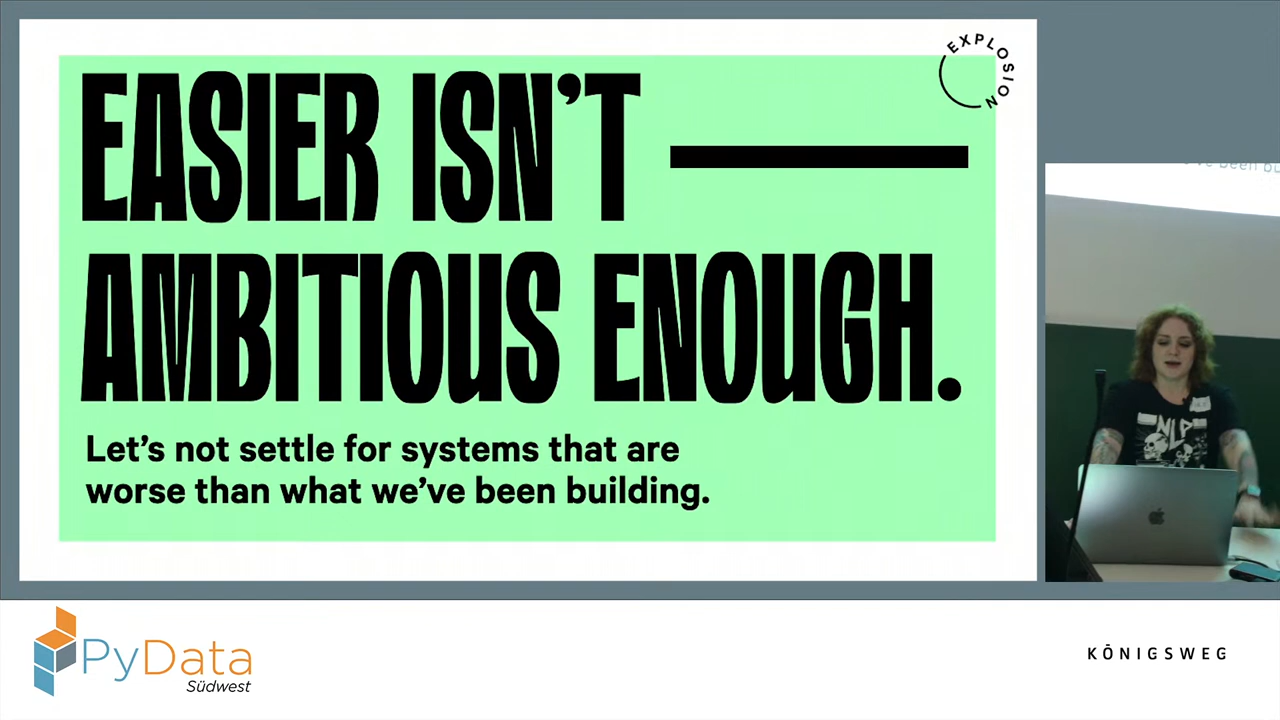 EXPLOSION
EASIER ISN'T
AMBITIOUS ENOUGH.
Let's not settle for systems that are
worse than what we've been building.
NLP
PyData
Südwest
KÖNIGSWEG